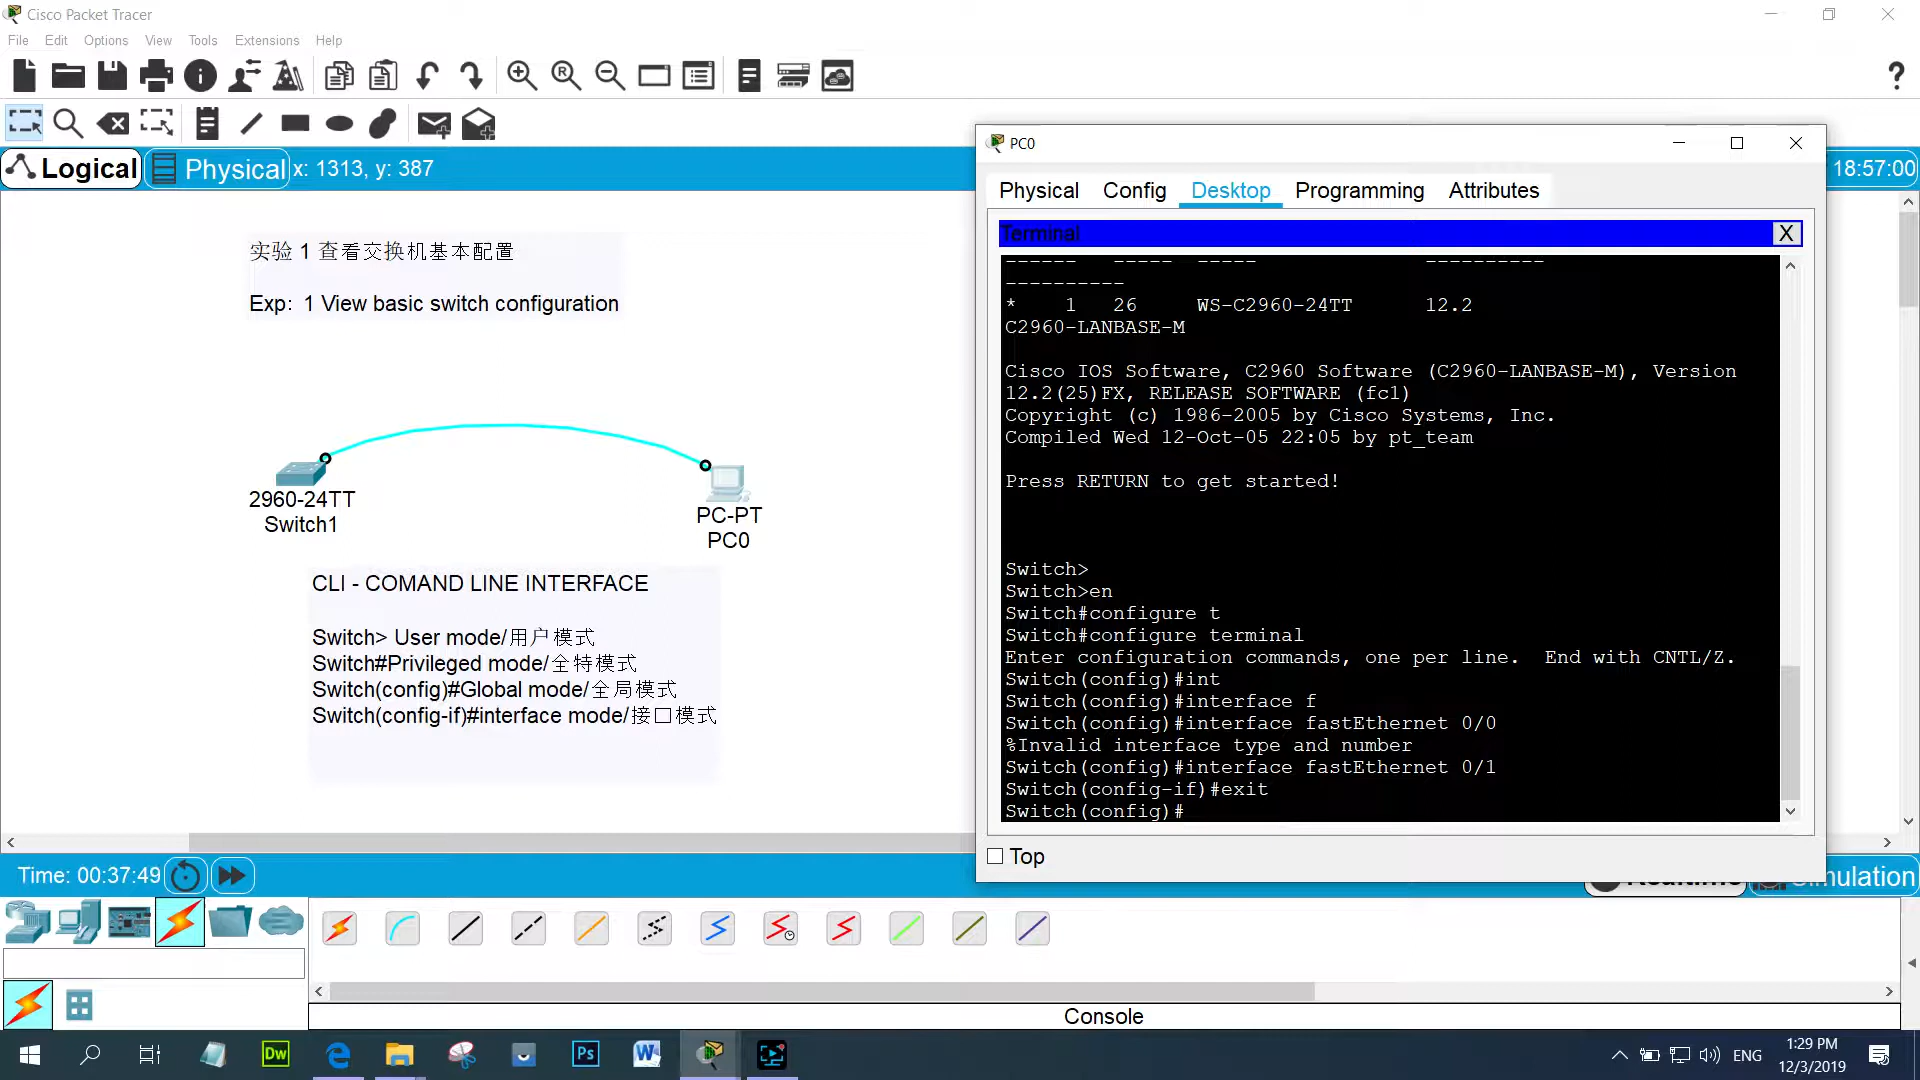 Cisco Packet Tracer
File Edit Options View Tools Extensions Help
Logical Physical x: 1313, y: 387
18:57:00
实验 1 查看交换机基本配置
Exp: 1 View basic switch configuration
2960-24TT
Switch1
PC-PT
PC0
CLI - COMAND LINE INTERFACE
Switch> User mode/用户模式
Switch#Privileged mode/全特模式
Switch(config)#Global mode/全局模式
Switch(config-if)#interface mode/接口模式
PC0
Physical Config Desktop Programming Attributes
Terminal
X
------ ----- ----- ----------
----------
* 1 26 WS-C2960-24TT 12.2
C2960-LANBASE-M
Cisco IOS Software, C2960 Software (C2960-LANBASE-M), Version
12.2(25)FX, RELEASE SOFTWARE (fc1)
Copyright (c) 1986-2005 by Cisco Systems, Inc.
Compiled Wed 12-Oct-05 22:05 by pt_team
Press RETURN to get started!
Switch>
Switch>en
Switch#configure t
Switch#configure terminal
Enter configuration commands, one per line.  End with CNTL/Z.
Switch(config)#int
Switch(config)#interface f
Switch(config)#interface fastEthernet 0/0
%Invalid interface type and number
Switch(config)#interface fastEthernet 0/1
Switch(config-if)#exit
Switch(config)#
Top
Time: 00:37:49
Realtime Simulation
Console
Dw
Ps
W
ENG
1:29 PM
12/3/2019